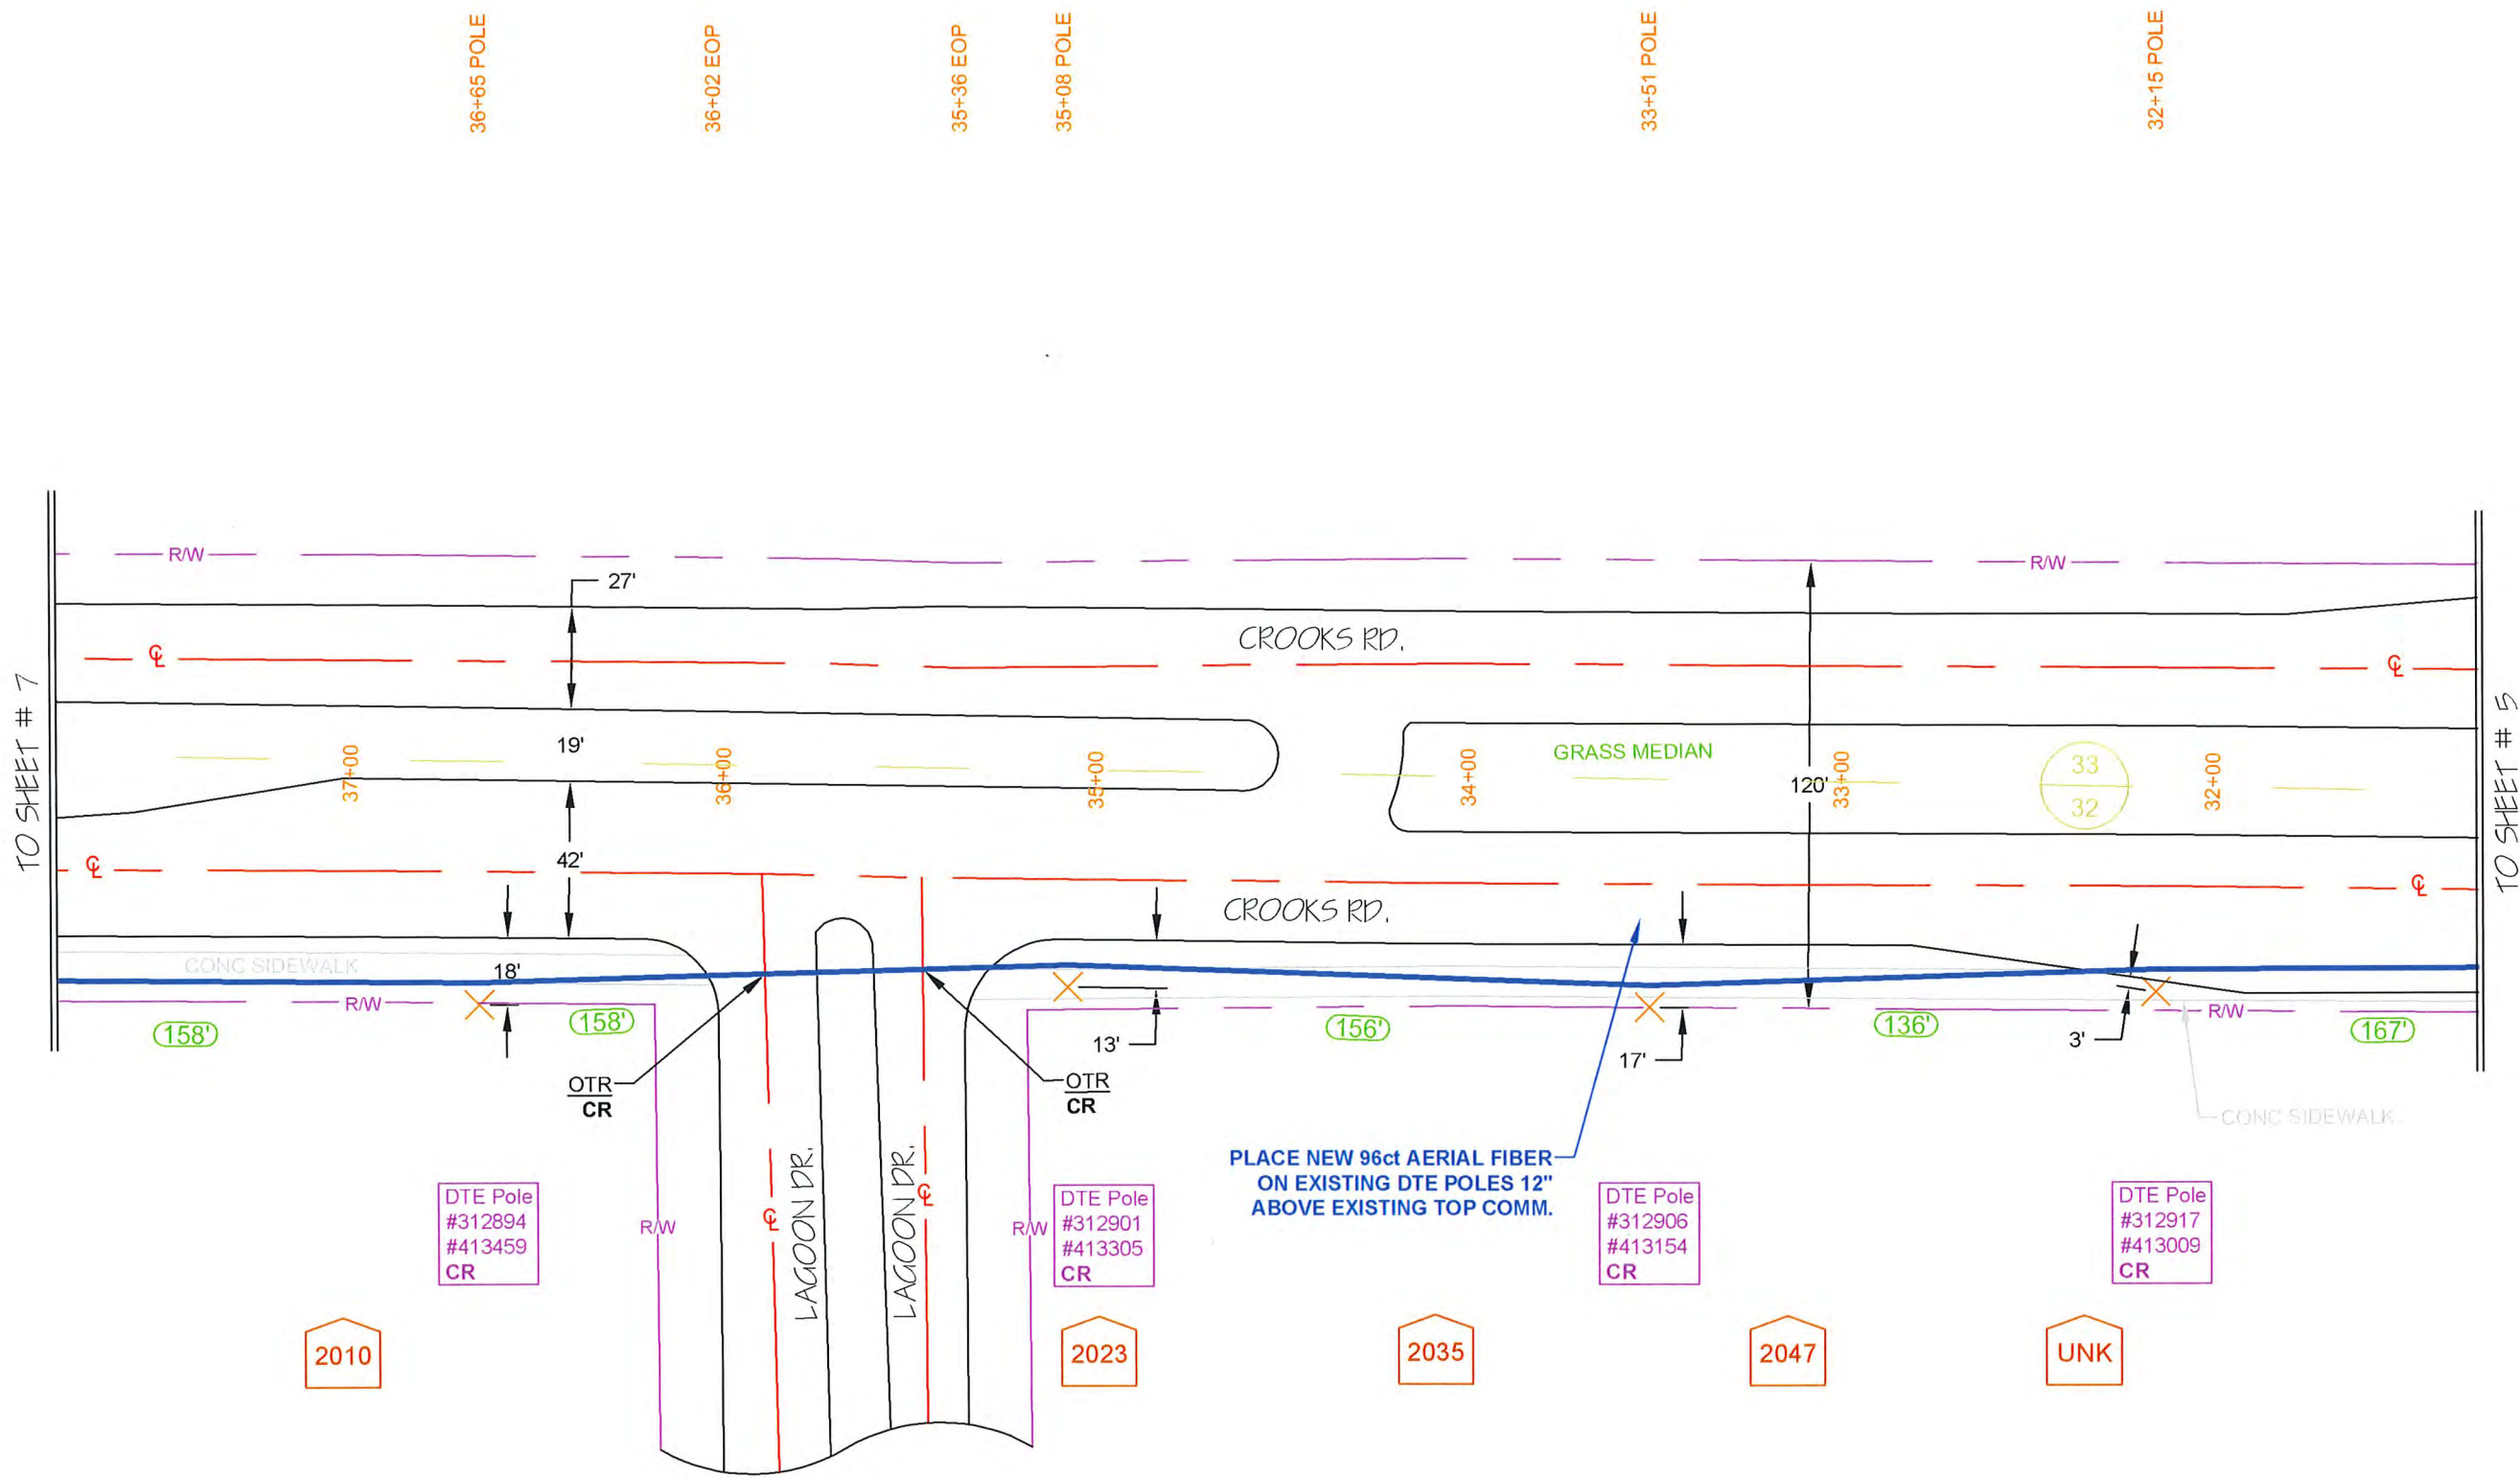 36+65 POLE
36+02 EOP
35+36 EOP
35+08 POLE
33+51 POLE
32+15 POLE
R/W
R/W
27'
CROOKS RD.
℄
℄
TO SHEET # 7
TO SHEET # 5
19'
37+00
36+00
35+00
34+00
GRASS MEDIAN
120'
33+00
33
32
32+00
℄
42'
℄
CROOKS RD.
CONC SIDEWALK
18'
R/W
R/W
158'
158'
13'
156'
17'
136'
3'
167'
OTR
CR
OTR
CR
CONC SIDEWALK
PLACE NEW 96ct AERIAL FIBER
ON EXISTING DTE POLES 12"
ABOVE EXISTING TOP COMM.
DTE Pole
#312894
#413459
CR
R/W
℄
LAGOON DR.
LAGOON DR.
℄
R/W
DTE Pole
#312901
#413305
CR
DTE Pole
#312906
#413154
CR
DTE Pole
#312917
#413009
CR
2010
2023
2035
2047
UNK